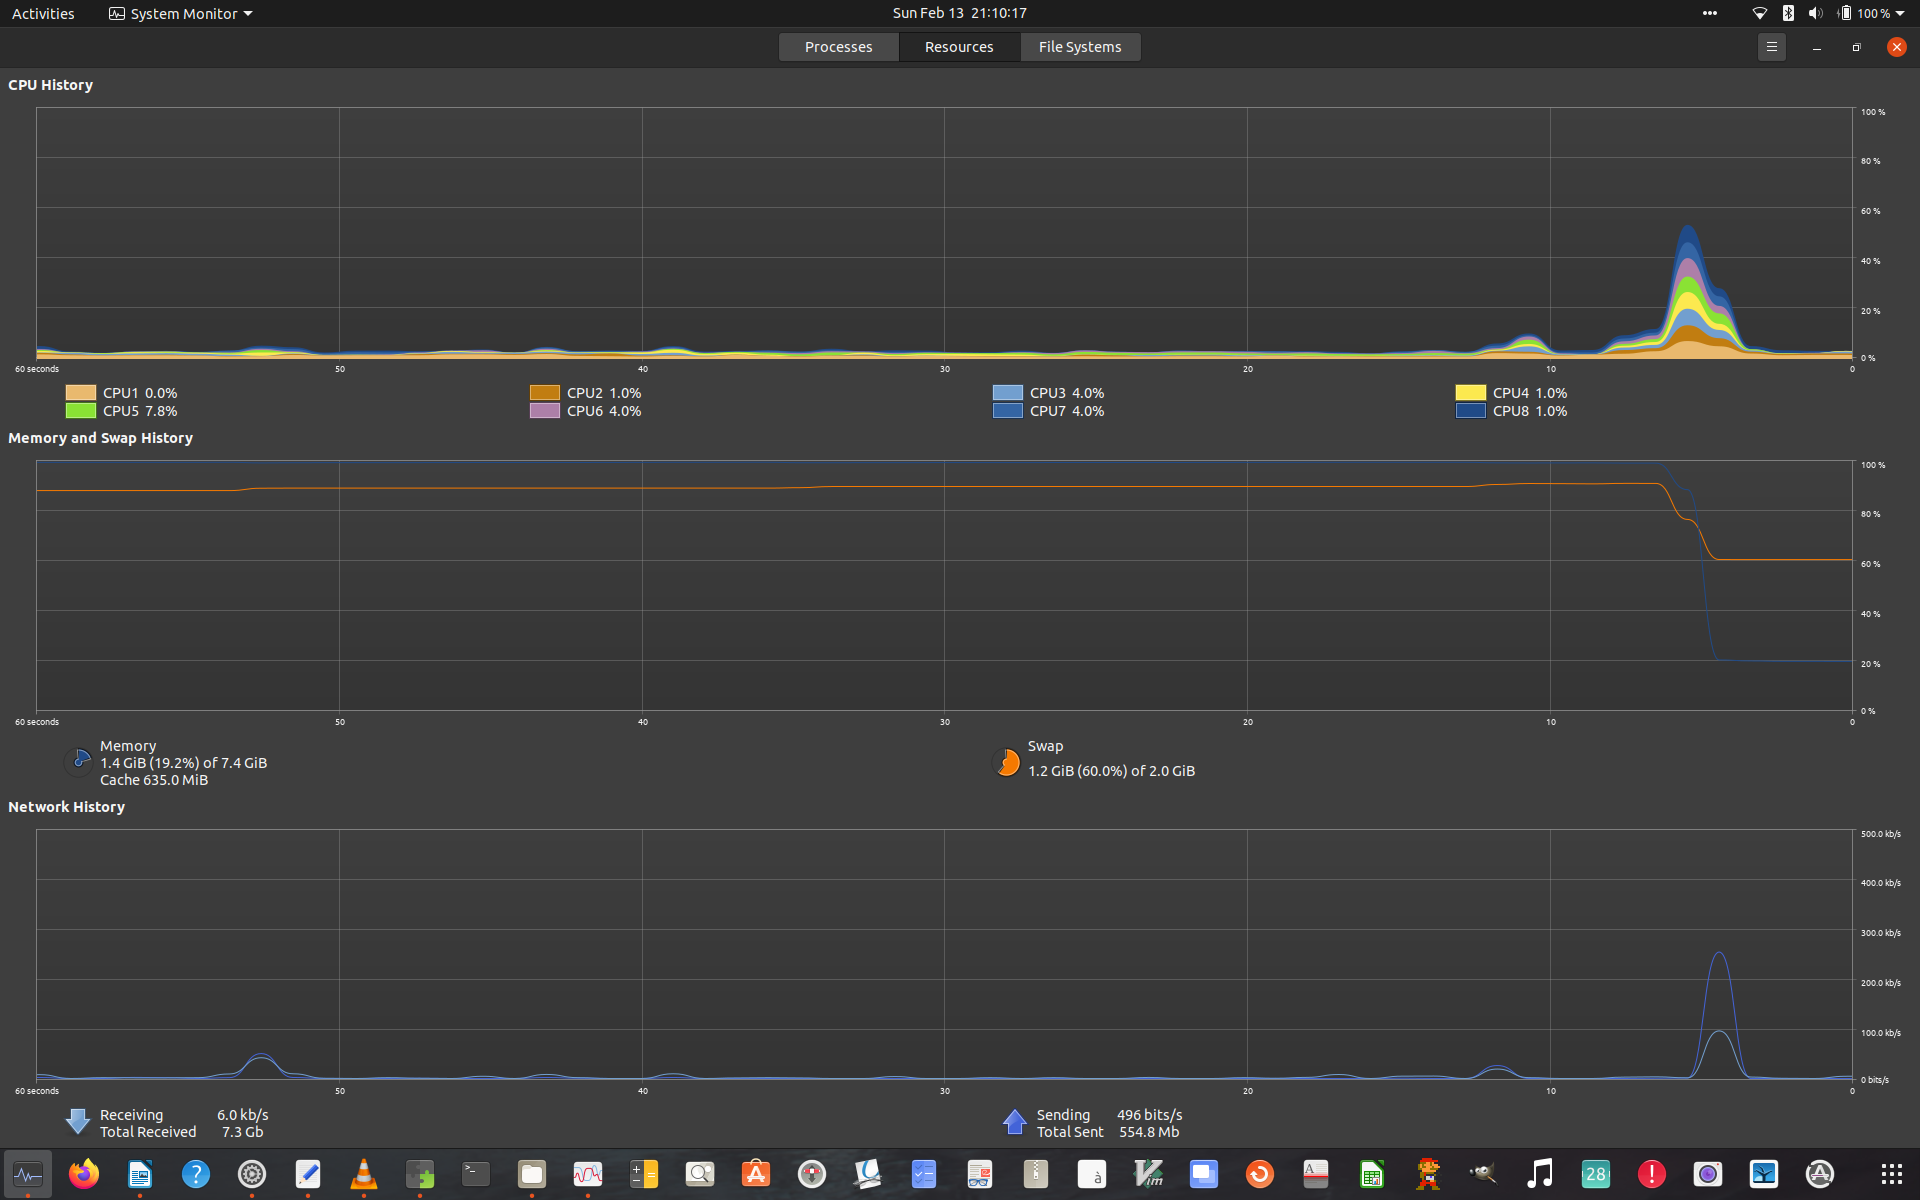 Activities System Monitor Sun Feb 13 21:10:17 100 %
Processes Resources File Systems
CPU History
100 %
80 %
60 %
40 %
20 %
0 %
60 seconds 50 40 30 20 10 0
CPU1 0.0% CPU2 1.0% CPU3 4.0% CPU4 1.0%
CPU5 7.8% CPU6 4.0% CPU7 4.0% CPU8 1.0%
Memory and Swap History
100 %
80 %
60 %
40 %
20 %
0 %
60 seconds 50 40 30 20 10 0
Memory Swap
1.4 GiB (19.2%) of 7.4 GiB 1.2 GiB (60.0%) of 2.0 GiB
Cache 635.0 MiB
Network History
500.0 kb/s
400.0 kb/s
300.0 kb/s
200.0 kb/s
100.0 kb/s
0 bits/s
60 seconds 50 40 30 20 10 0
Receiving 6.0 kb/s Sending 496 bits/s
Total Received 7.3 Gb Total Sent 554.8 Mb
? >_ A à Vim A 28 !